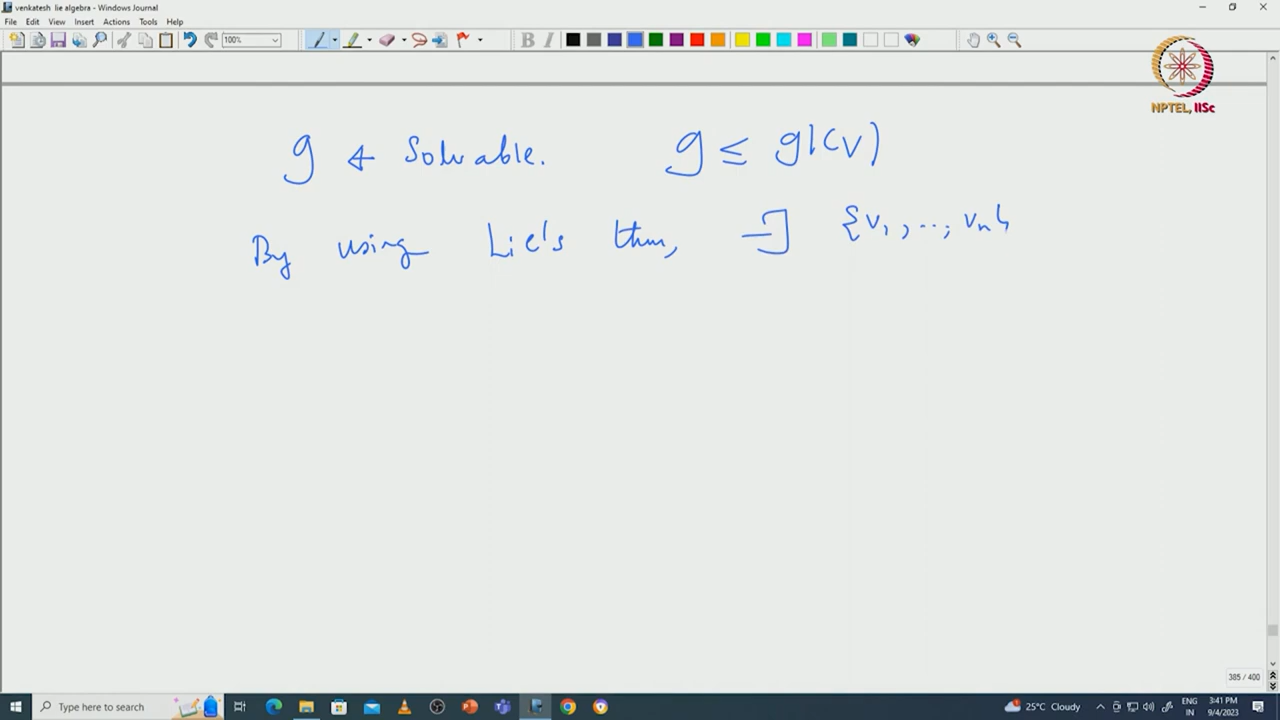 venkatesh lie algebra - Windows Journal
File Edit View Insert Actions Tools Help
100%
NPTEL, IISc
g ← Solvable. g ≤ gl(V)
By using Lie's thm, ∃ {v₁, .., vₙ}
385 / 400
Type here to search
25°C Cloudy
ENG
IN
3:41 PM
9/4/2023